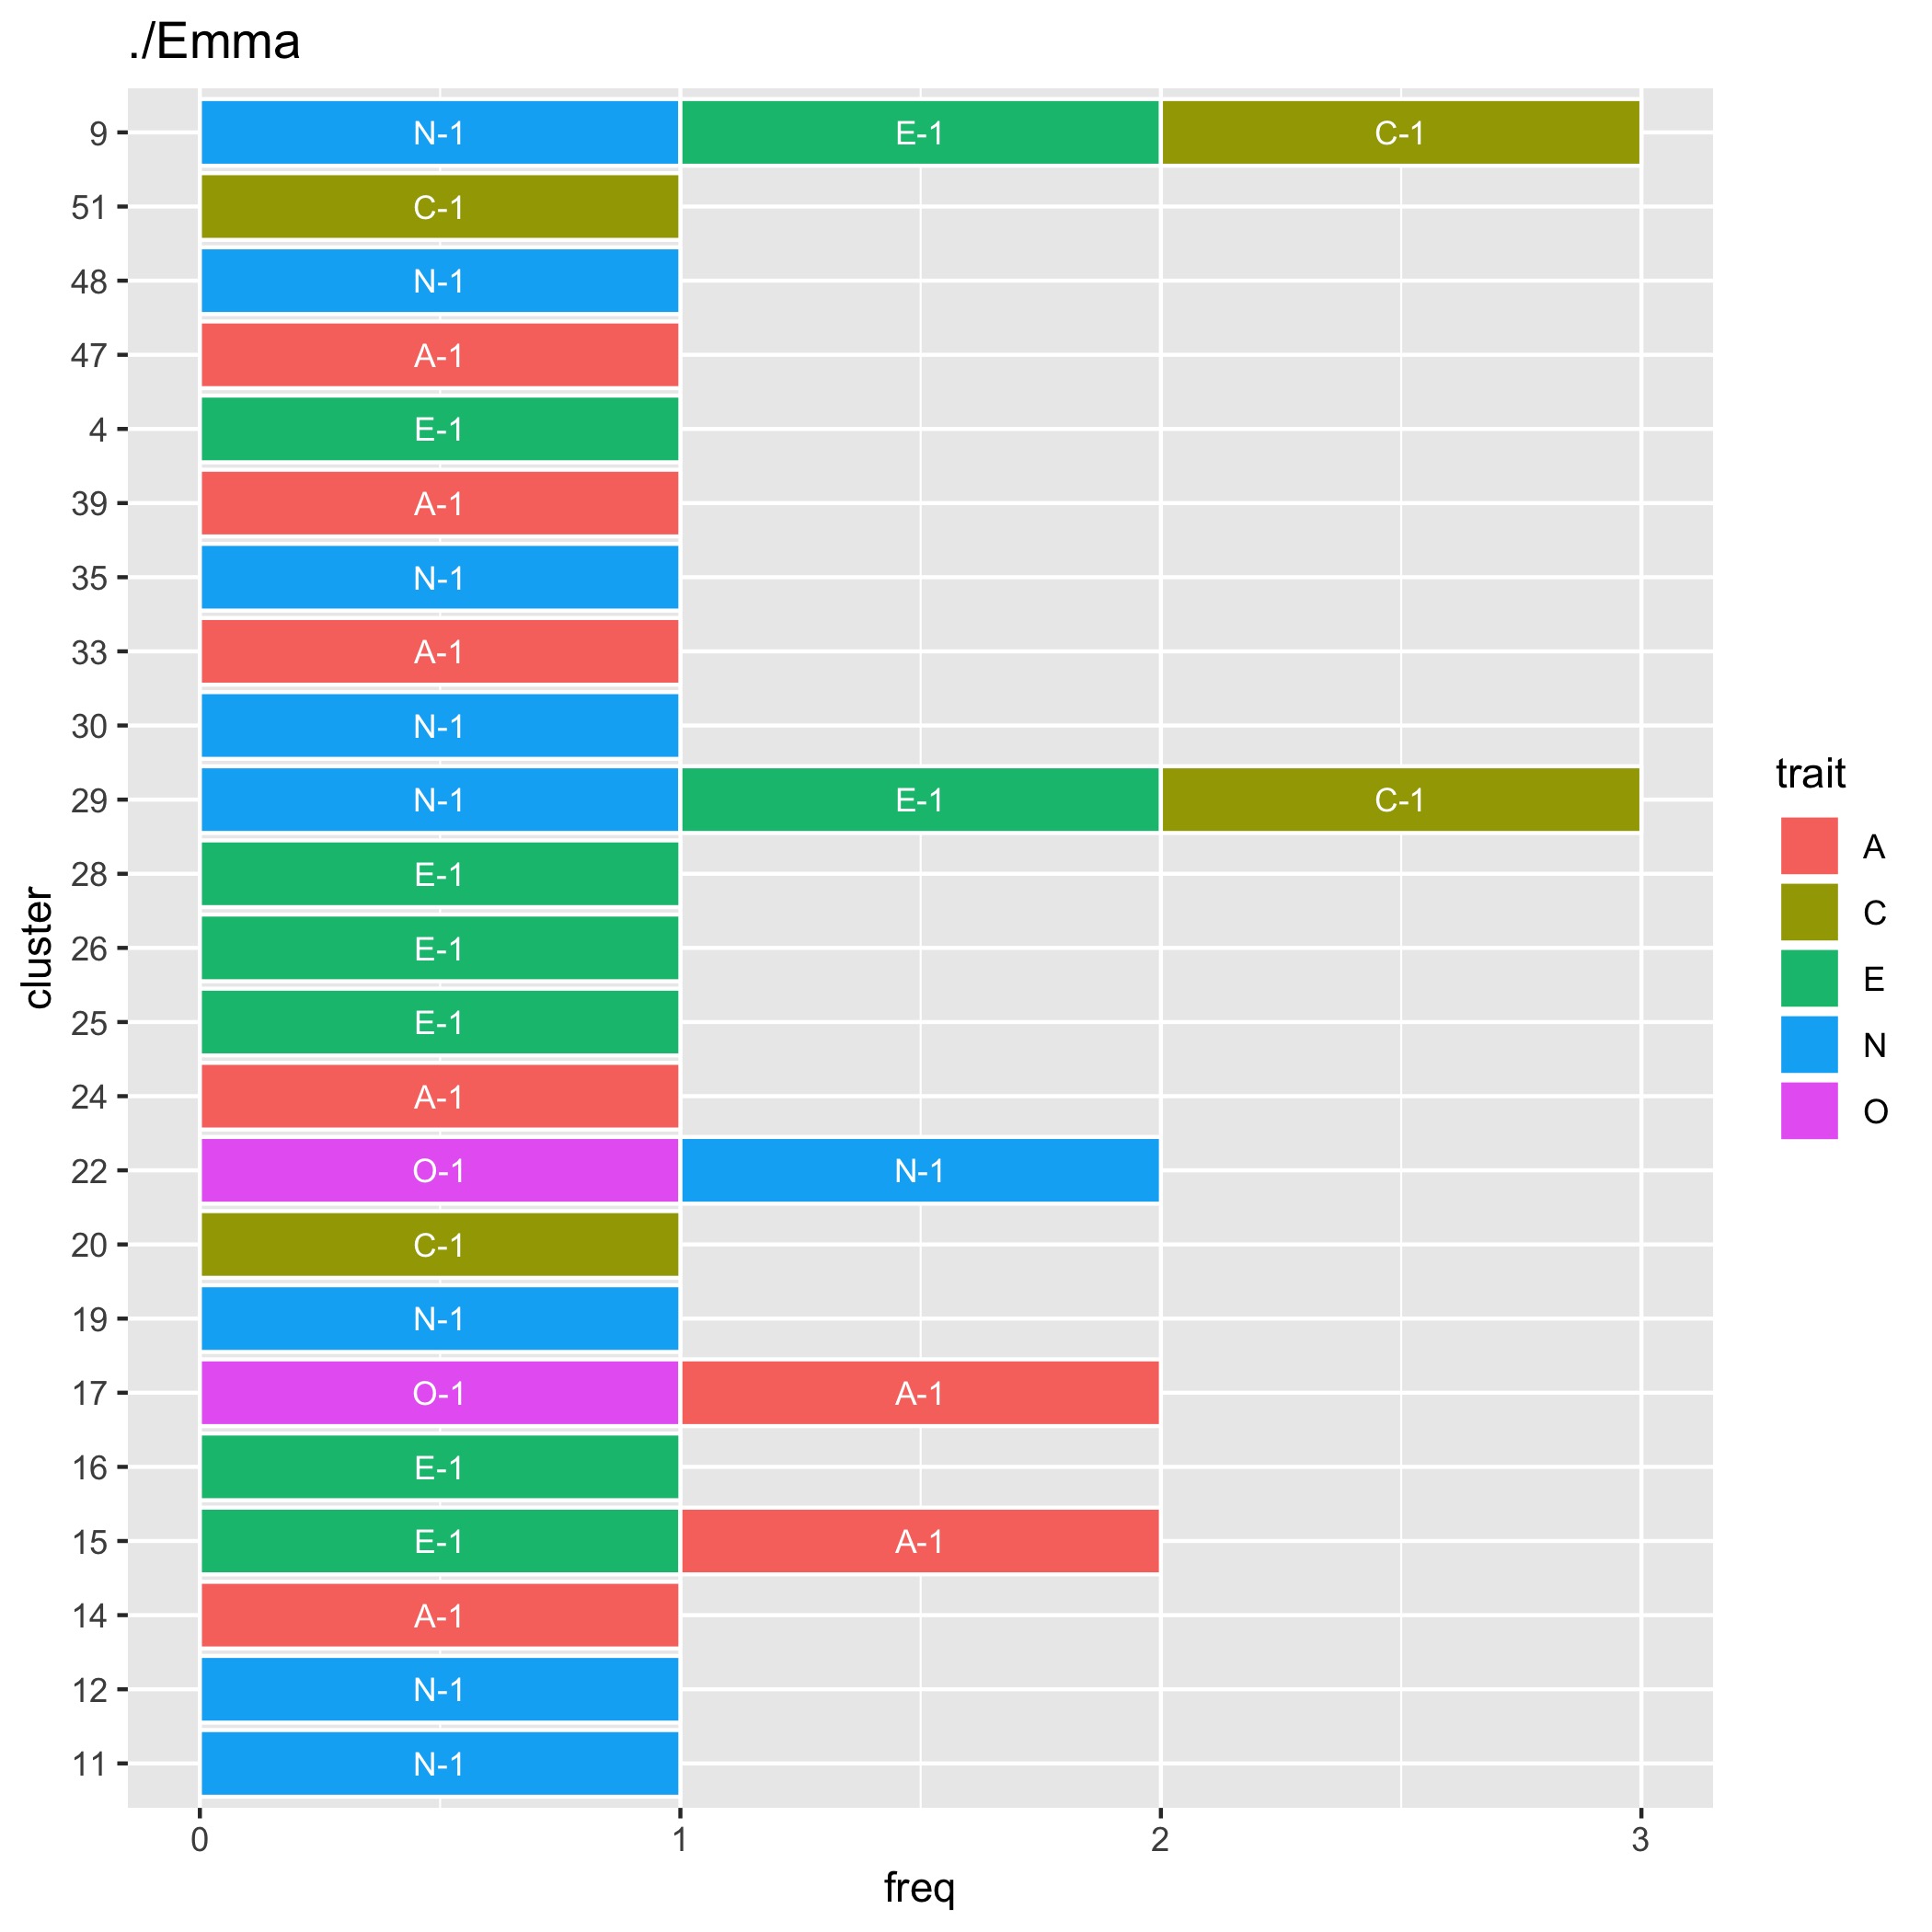 ./Emma
9 N-1 E-1 C-1
51 C-1
48 N-1
47 A-1
4 E-1
39 A-1
35 N-1
33 A-1
30 N-1
29 N-1 E-1 C-1
28 E-1
26 E-1
25 E-1
24 A-1
22 O-1 N-1
20 C-1
19 N-1
17 O-1 A-1
16 E-1
15 E-1 A-1
14 A-1
12 N-1
11 N-1
0 1 2 3
freq
cluster
trait
A
C
E
N
O